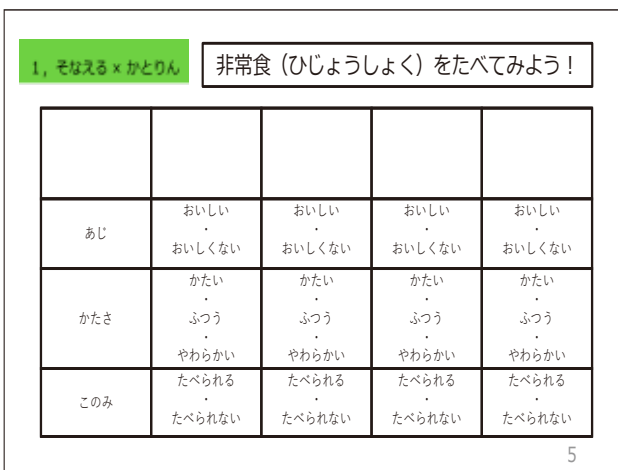 1，そなえる×かとりん
非常食（ひじょうしょく）をたべてみよう！
あじ
おいしい おいしい おいしい おいしい
・ ・ ・ ・
おいしくない おいしくない おいしくない おいしくない
かたさ
かたい かたい かたい かたい
・ ・ ・ ・
ふつう ふつう ふつう ふつう
・ ・ ・ ・
やわらかい やわらかい やわらかい やわらかい
このみ
たべられる たべられる たべられる たべられる
・ ・ ・ ・
たべられない たべられない たべられない たべられない
5